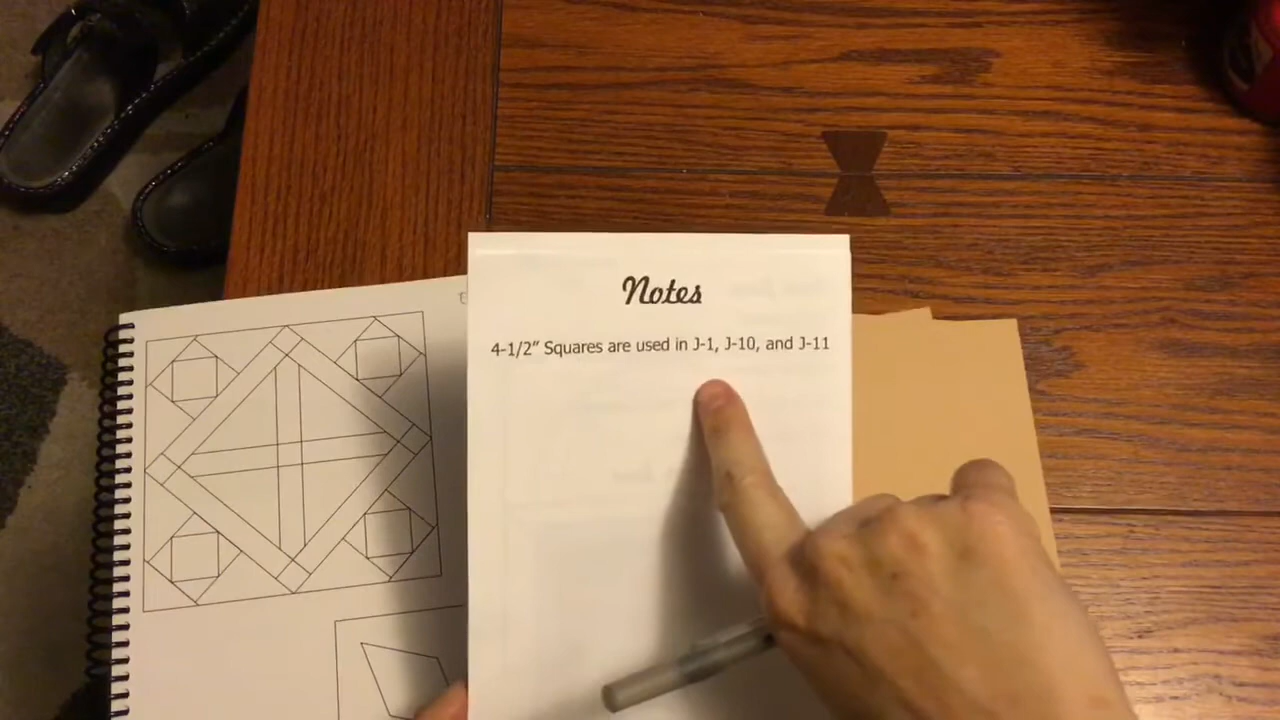 Notes
4-1/2" Squares are used in J-1, J-10, and J-11